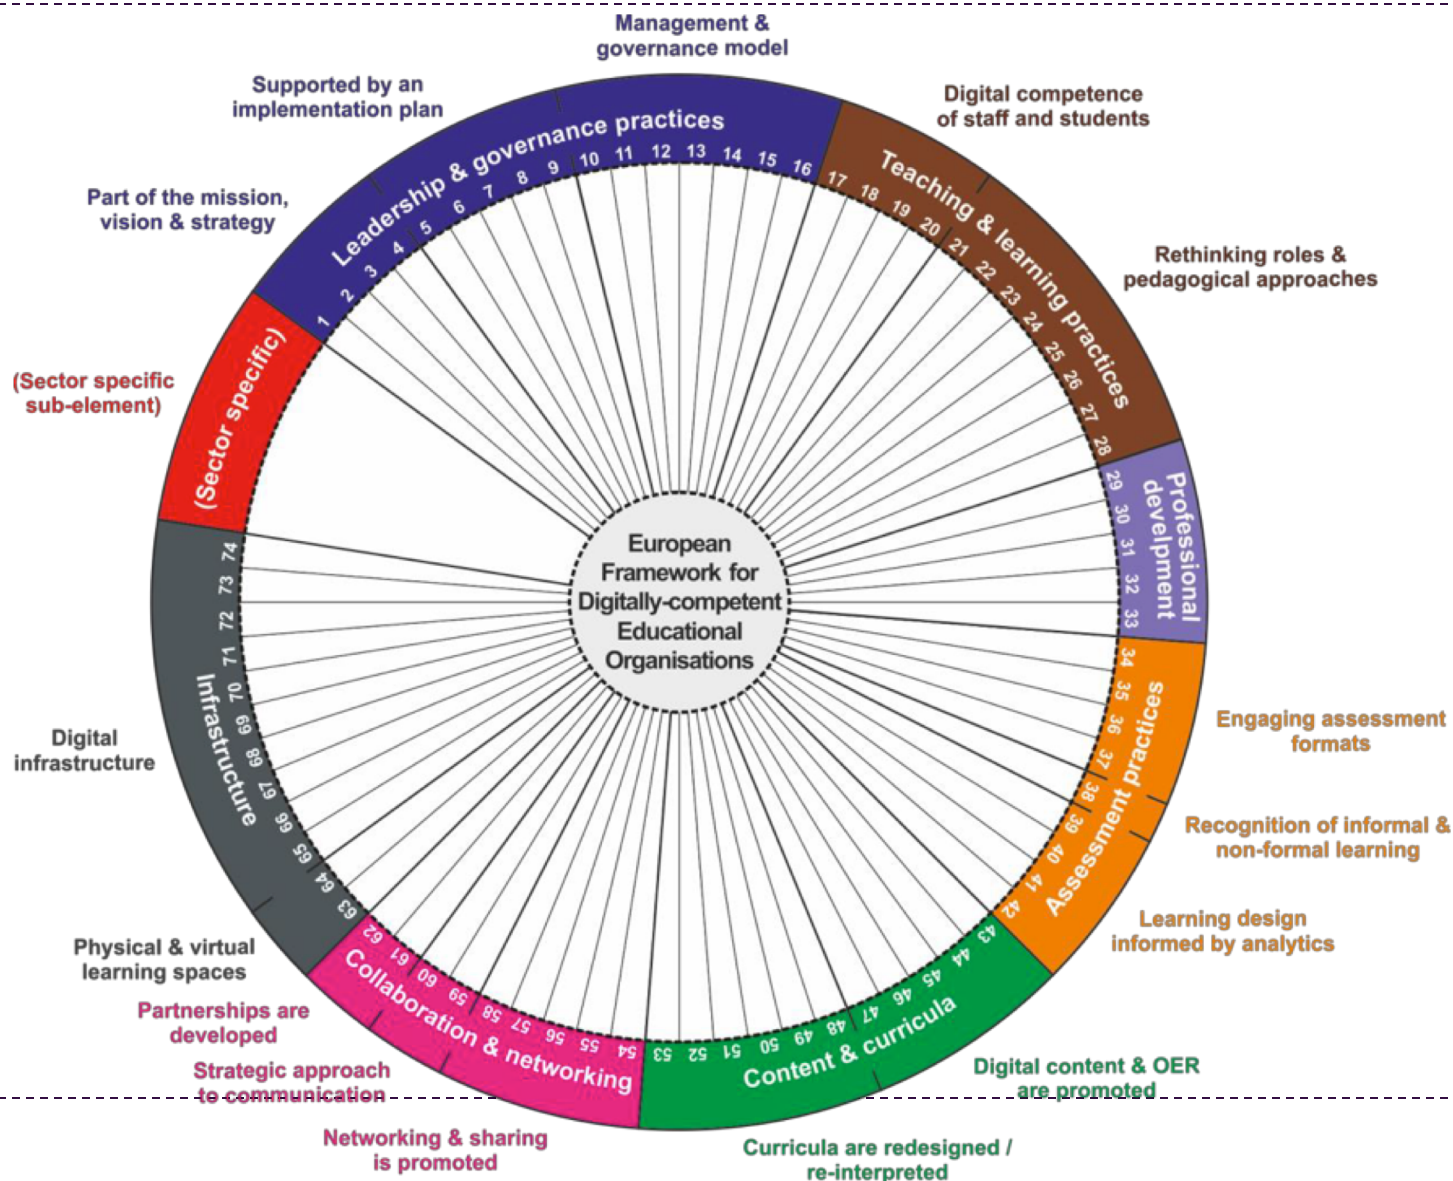 Management &
governance model
Supported by an
implementation plan
Digital competence
of staff and students
Part of the mission,
vision & strategy
Rethinking roles &
pedagogical approaches
(Sector specific
sub-element)
Engaging assessment
formats
Digital
infrastructure
Recognition of informal &
non-formal learning
Learning design
informed by analytics
Physical & virtual
learning spaces
Partnerships are
developed
Strategic approach
to communication
Digital content & OER
are promoted
Networking & sharing
is promoted
Curricula are redesigned /
re-interpreted
Leadership & governance practices
1 2 3 4 5 6 7 8 9 10 11 12 13 14 15 16
Teaching & learning practices
17 18 19 20 21 22 23 24 25 26 27 28
Professional
develpment
29 30 31 32 33
Assessment practices
34 35 36 37 38 39 40 41 42
Content & curricula
43 44 45 46 47 48 49 50 51 52 53
Collaboration & networking
54 55 56 57 58 59 60 61 62
Infrastructure
63 64 65 66 67 68 69 70 71 72 73 74
(Sector specific)
European
Framework for
Digitally-competent
Educational
Organisations